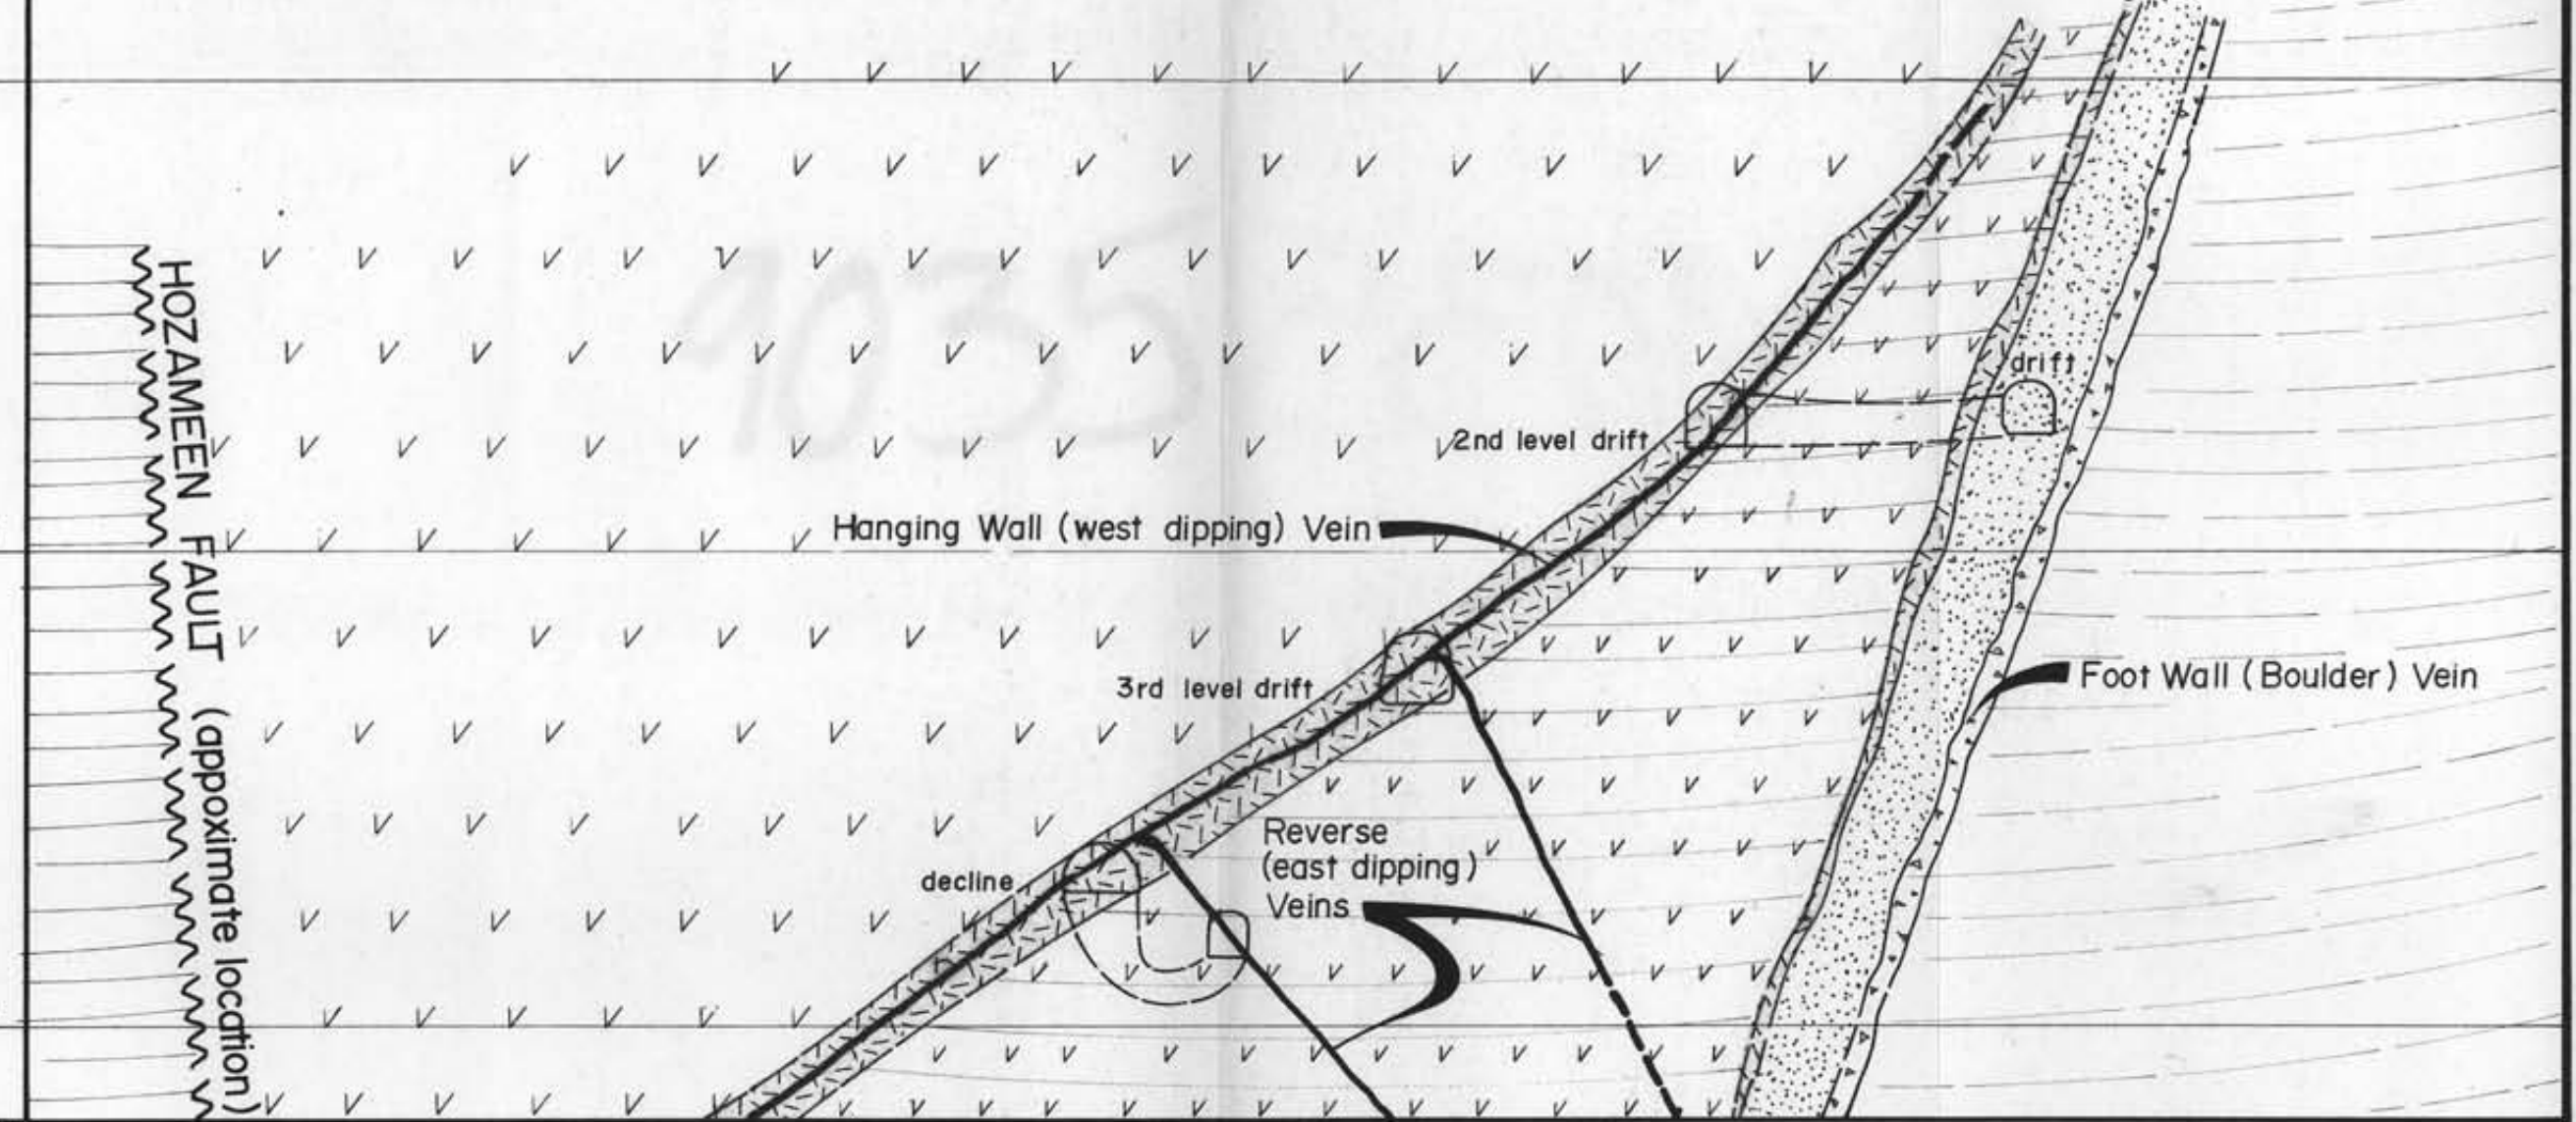 HOZAMEEN FAULT (appoximate location)
9035
drift
2nd level drift
Hanging Wall (west dipping) Vein
3rd level drift
Foot Wall (Boulder) Vein
Reverse
(east dipping)
Veins
decline